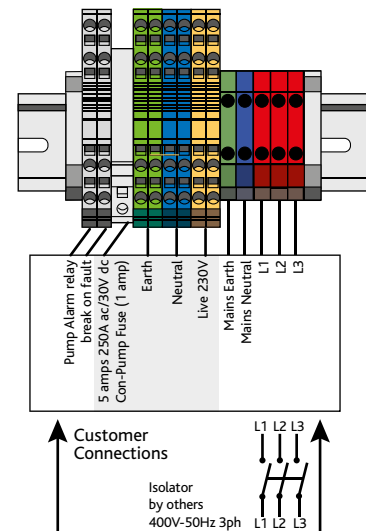 Pump Alarm relay
break on fault
5 amps 250A ac/30V dc
Con-Pump Fuse (1 amp)
Earth
Neutral
Live 230V
Mains Earth
Mains Neutral
L1
L2
L3
Customer
Connections
L1 L2 L3
Isolator
by others
400V-50Hz 3ph
L1 L2 L3